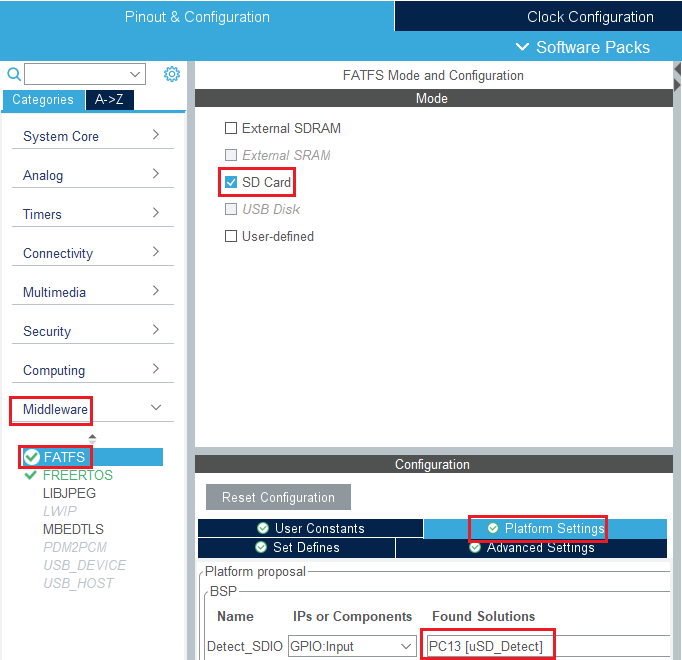 Pinout & Configuration
Clock Configuration
Software Packs
Categories
A->Z
System Core
Analog
Timers
Connectivity
Multimedia
Security
Computing
Middleware
FATFS
FREERTOS
LIBJPEG
LWIP
MBEDTLS
PDM2PCM
USB_DEVICE
USB_HOST
FATFS Mode and Configuration
Mode
External SDRAM
External SRAM
SD Card
USB Disk
User-defined
Configuration
Reset Configuration
User Constants
Platform Settings
Set Defines
Advanced Settings
Platform proposal
BSP
Name IPs or Components Found Solutions
Detect_SDIO GPIO:Input PC13 [uSD_Detect]